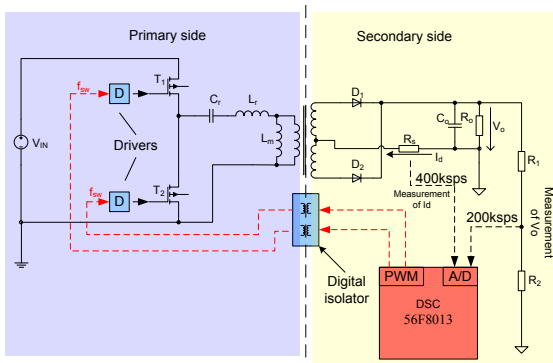 Primary side
Secondary side
T1
fsw
D
Cr
Lr
Lm
D1
Co
Ro
Vo
Rs
Id
VIN
Drivers
D2
R1
400ksps
Measurement
of Id
fsw
D
T2
200ksps
Measurement
of Vo
Digital
isolator
PWM
A/D
DSC
56F8013
R2